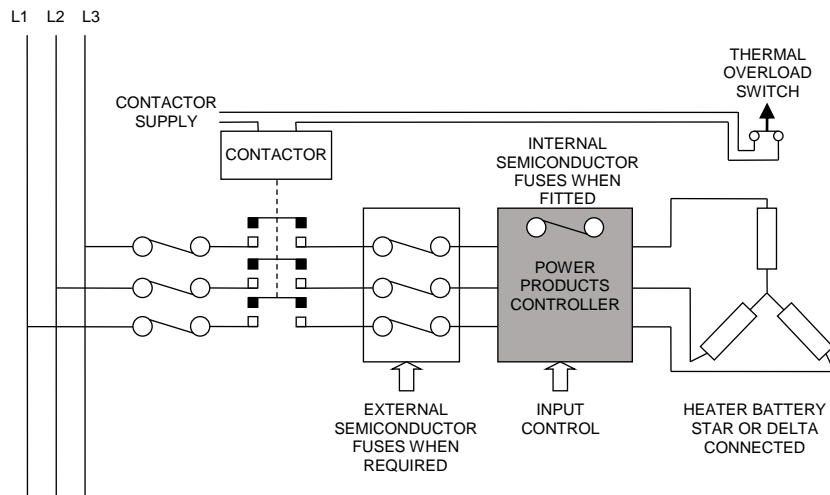 L1 L2 L3
THERMAL
OVERLOAD
SWITCH
CONTACTOR
SUPPLY
CONTACTOR
INTERNAL
SEMICONDUCTOR
FUSES WHEN
FITTED
POWER
PRODUCTS
CONTROLLER
EXTERNAL
SEMICONDUCTOR
FUSES WHEN
REQUIRED
INPUT
CONTROL
HEATER BATTERY
STAR OR DELTA
CONNECTED